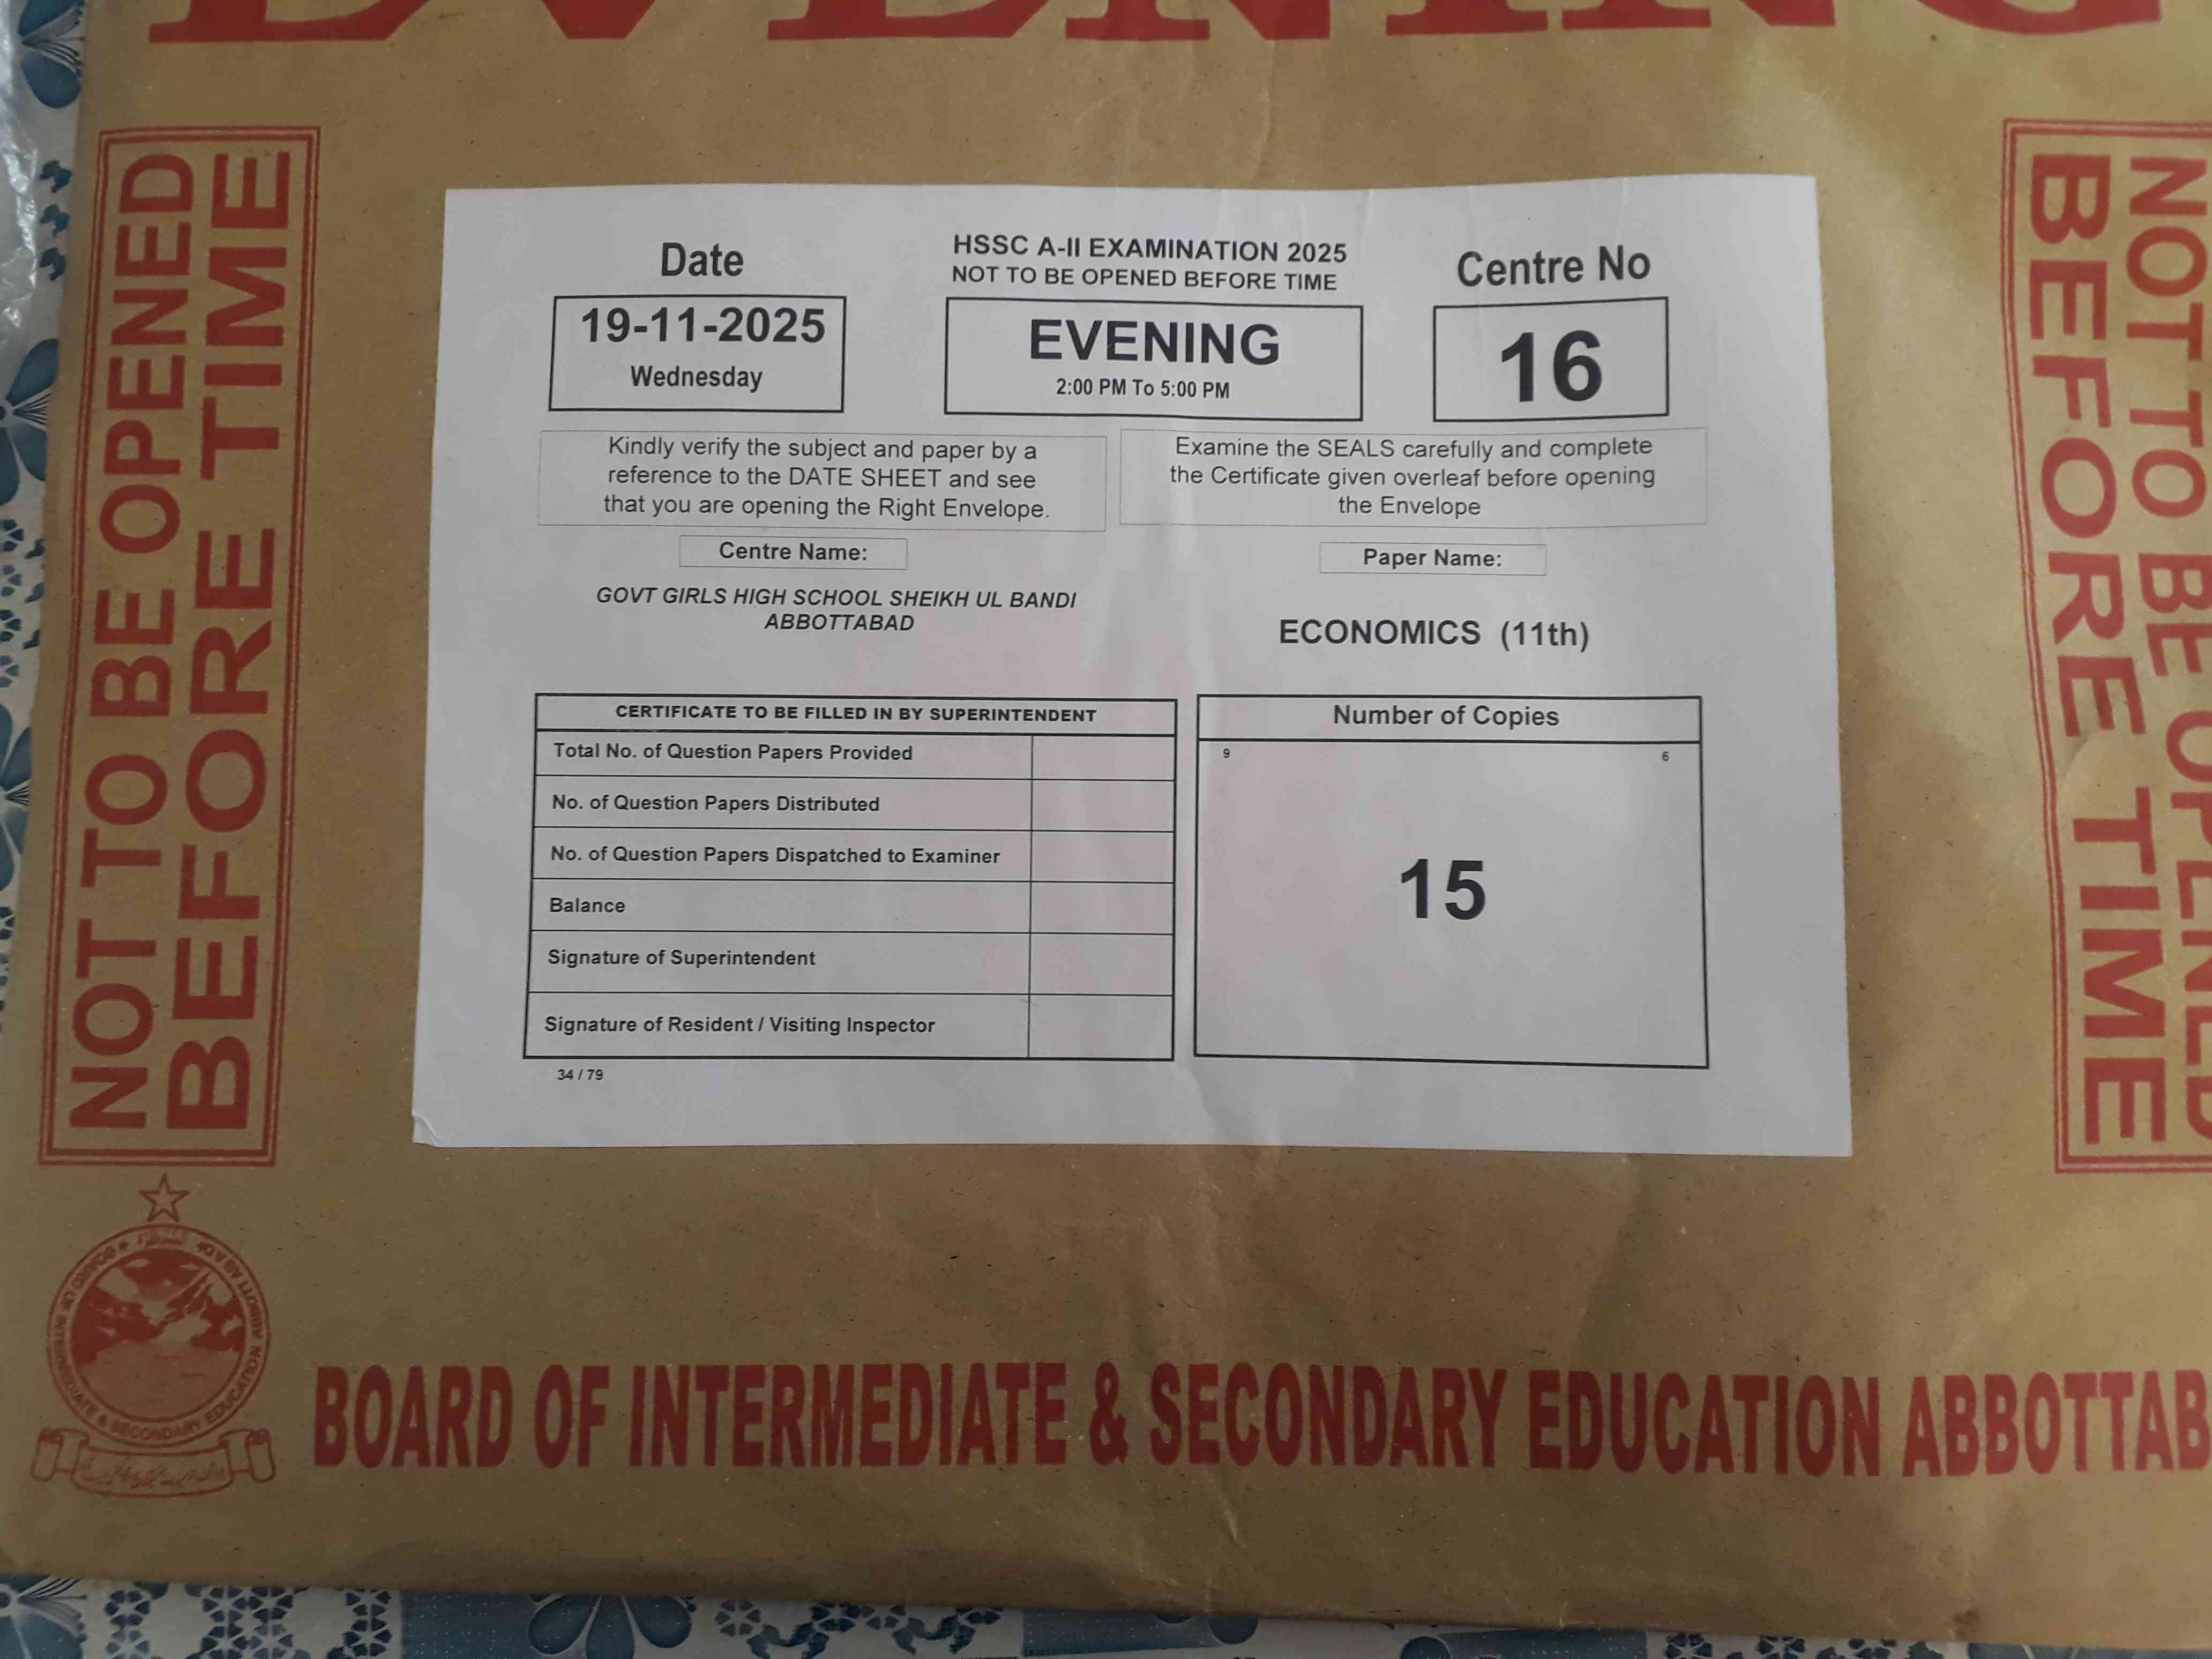 EVENING
NOT TO BE OPENED
BEFORE TIME
Date
19-11-2025
Wednesday
HSSC A-II EXAMINATION 2025
NOT TO BE OPENED BEFORE TIME
EVENING
2:00 PM To 5:00 PM
Centre No
16
Kindly verify the subject and paper by a
reference to the DATE SHEET and see
that you are opening the Right Envelope.
Examine the SEALS carefully and complete
the Certificate given overleaf before opening
the Envelope
Centre Name:
GOVT GIRLS HIGH SCHOOL SHEIKH UL BANDI
ABBOTTABAD
Paper Name:
ECONOMICS (11th)
CERTIFICATE TO BE FILLED IN BY SUPERINTENDENT
Total No. of Question Papers Provided
No. of Question Papers Distributed
No. of Question Papers Dispatched to Examiner
Balance
Signature of Superintendent
Signature of Resident / Visiting Inspector
34 / 79
Number of Copies
9 6
15
NOT TO BE OPENED
BEFORE TIME
BOARD OF INTERMEDIATE & SECONDARY EDUCATION ABBOTTABAD
BOARD OF INTERMEDIATE & SECONDARY EDUCATION ABBOTTAB